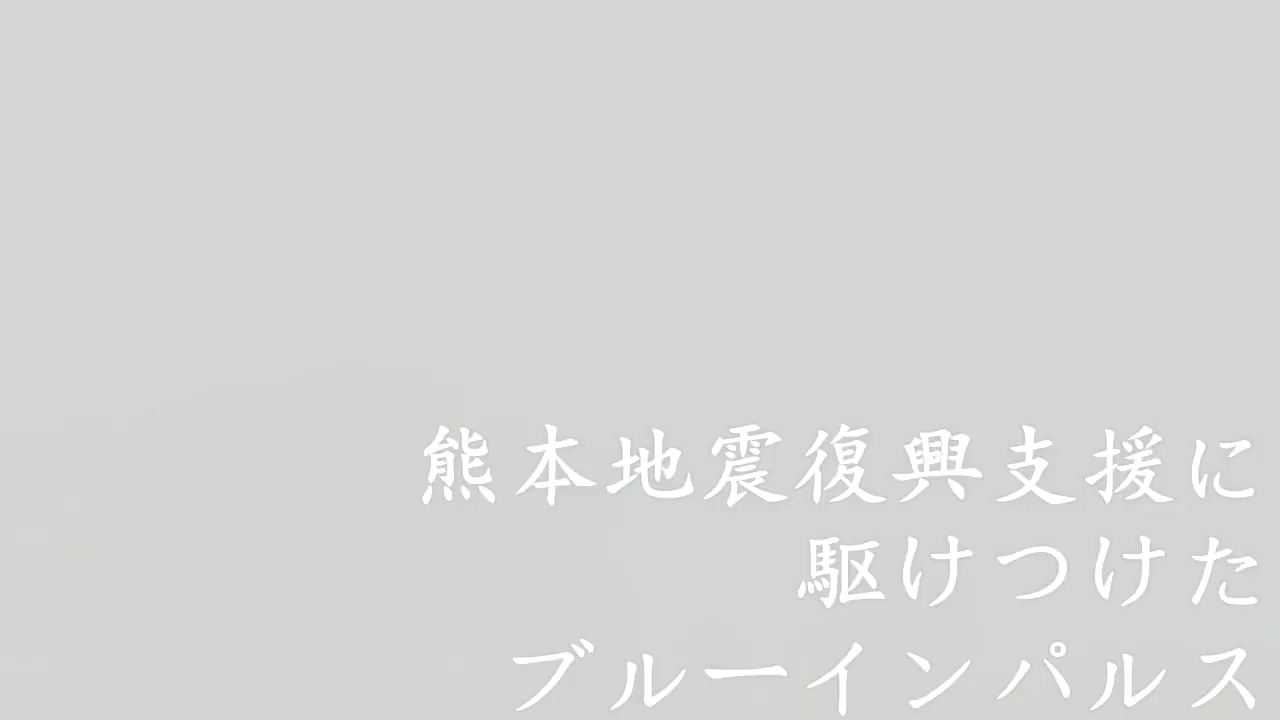 熊本地震復興支援に
駆けつけた
ブルーインパルス